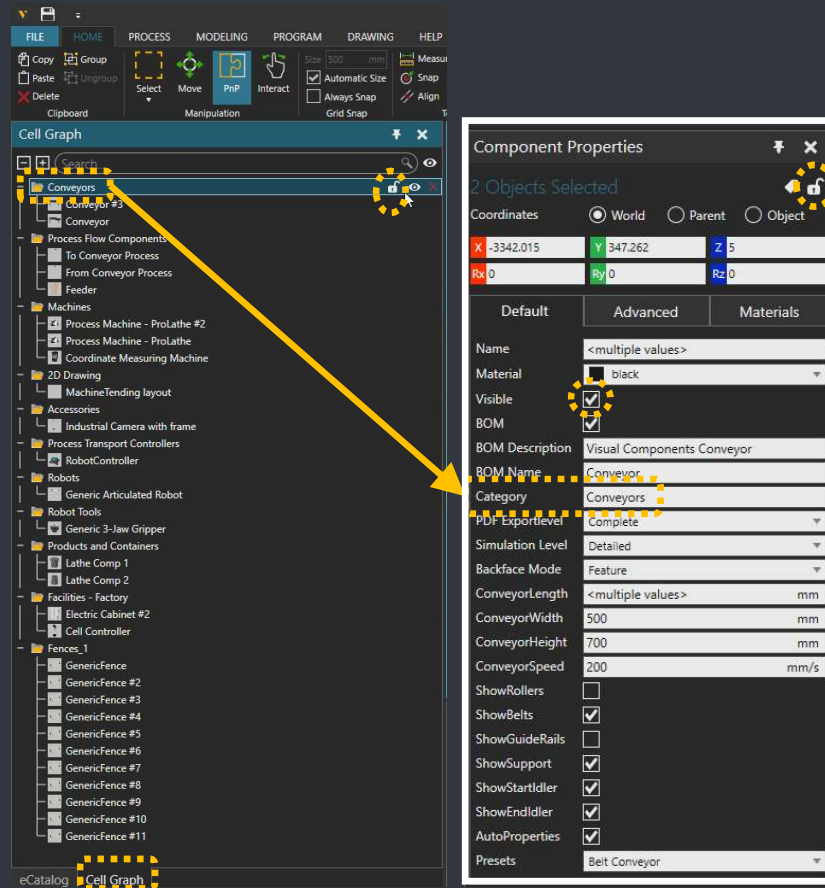 FILE HOME PROCESS MODELING PROGRAM DRAWING HELP
Copy Group
Paste Ungroup
Delete
Clipboard
Select Move PnP Interact
Manipulation
Size 500 mm
Automatic Size
Always Snap
Grid Snap
Measu
Snap
Align
Cell Graph
Search
Conveyors
Conveyor #3
Conveyor
Process Flow Components
To Conveyor Process
From Conveyor Process
Feeder
Machines
Process Machine - ProLathe #2
Process Machine - ProLathe
Coordinate Measuring Machine
2D Drawing
MachineTending layout
Accessories
Industrial Camera with frame
Process Transport Controllers
RobotController
Robots
Generic Articulated Robot
Robot Tools
Generic 3-Jaw Gripper
Products and Containers
Lathe Comp 1
Lathe Comp 2
Facilities - Factory
Electric Cabinet #2
Cell Controller
Fences_1
GenericFence
GenericFence #2
GenericFence #3
GenericFence #4
GenericFence #5
GenericFence #6
GenericFence #7
GenericFence #8
GenericFence #9
GenericFence #10
GenericFence #11
eCatalog Cell Graph
Component Properties
2 Objects Selected
Coordinates World Parent Object
X -3342.015 Y 347.262 Z 5
Rx 0 Ry 0 Rz 0
Default Advanced Materials
Name <multiple values>
Material black
Visible
BOM
BOM Description Visual Components Conveyor
BOM Name Conveyor
Category Conveyors
PDF Exportlevel Complete
Simulation Level Detailed
Backface Mode Feature
ConveyorLength <multiple values> mm
ConveyorWidth 500 mm
ConveyorHeight 700 mm
ConveyorSpeed 200 mm/s
ShowRollers
ShowBelts
ShowGuideRails
ShowSupport
ShowStartIdler
ShowEndIdler
AutoProperties
Presets Belt Conveyor